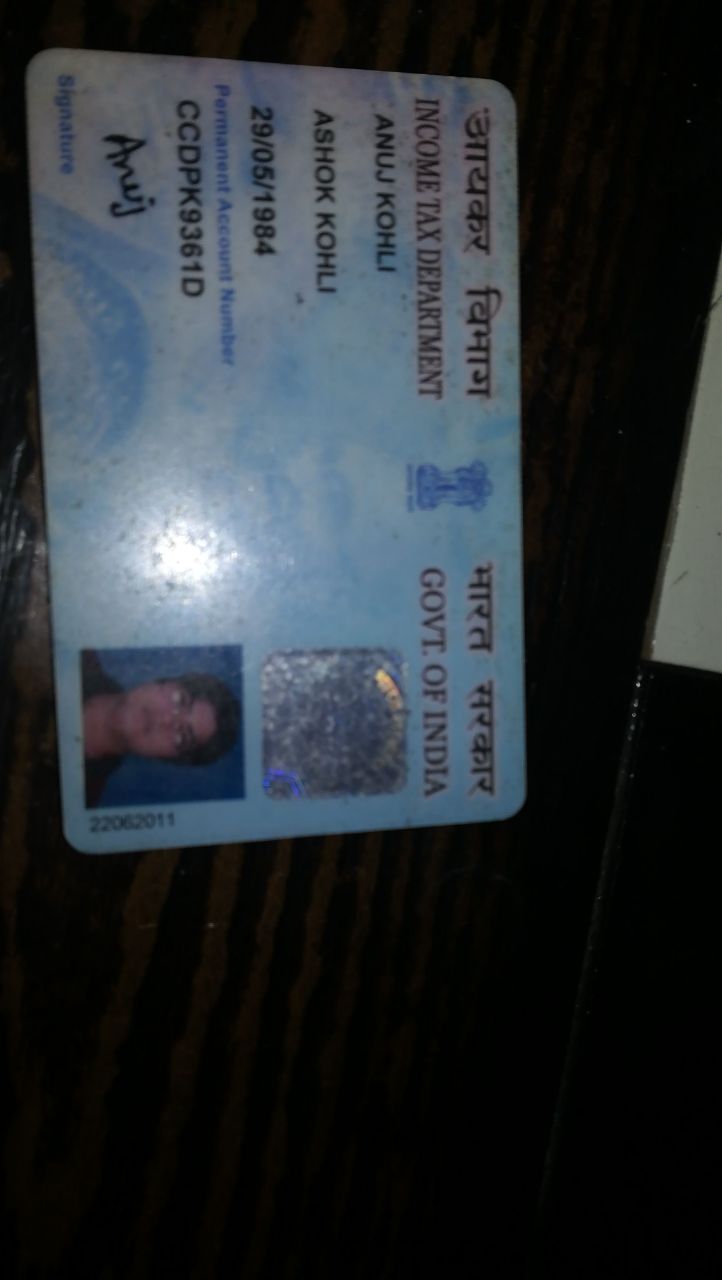 आयकर विभाग
INCOME TAX DEPARTMENT
भारत सरकार
GOVT. OF INDIA
ANUJ KOHLI
ASHOK KOHLI
29/05/1984
Permanent Account Number
CCDPK9361D
Anuj
Signature
22062011